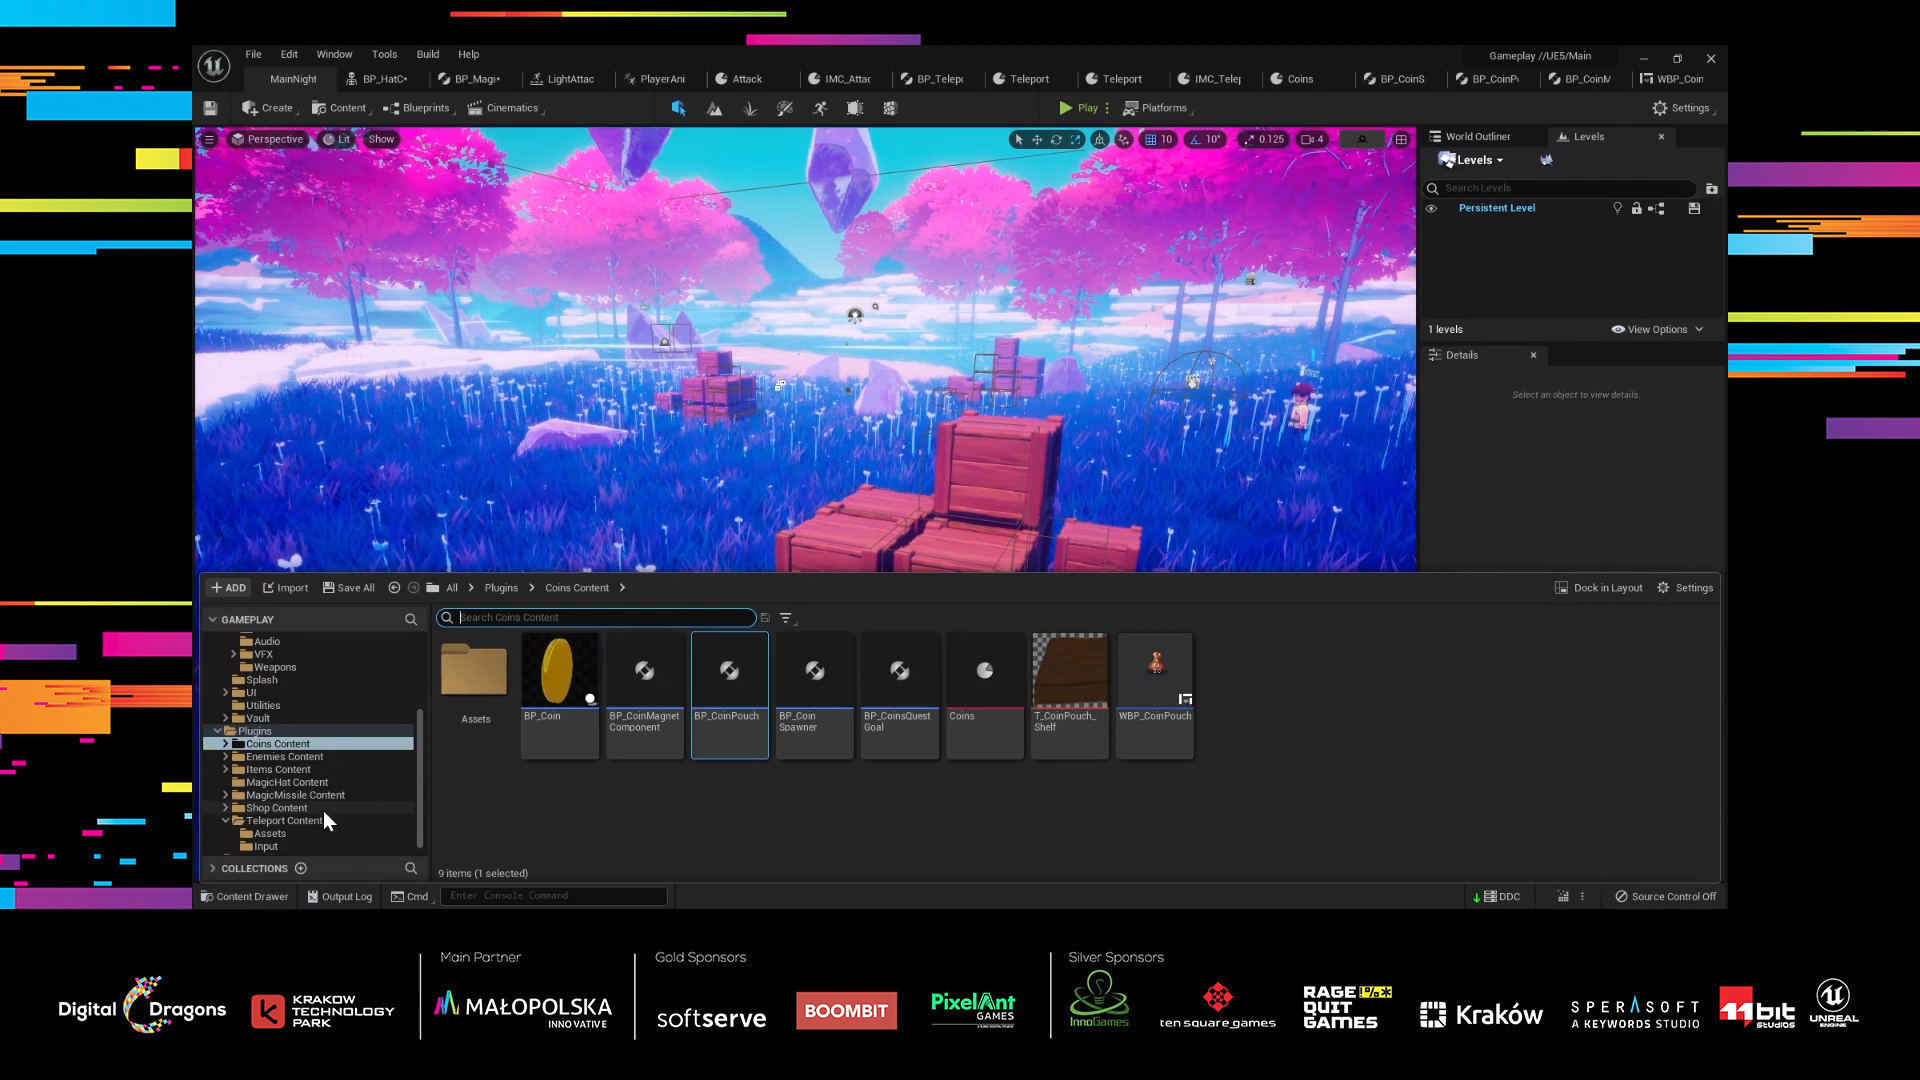 File Edit Window Tools Build Help
Gameplay //UE5/Main
MainNight BP_HatC* BP_Magi* LightAttac PlayerAni Attack IMC_Attac BP_Telep Teleport Teleport IMC_Telep Coins BP_CoinS BP_CoinP BP_CoinM WBP_Coin
Create Content Blueprints Cinematics Play Platforms Settings
Perspective Lit Show 10 10° 0.125 4
World Outliner Levels
Levels
Search Levels
Persistent Level
1 levels View Options
Details
Select an object to view details.
ADD Import Save All All Plugins Coins Content Dock in Layout Settings
GAMEPLAY
Search Coins Content
Audio
VFX
Weapons
Splash
UI
Utilities
Vault
Plugins
Coins Content
Enemies Content
Items Content
MagicHat Content
MagicMissile Content
Shop Content
Teleport Content
Assets
Input
COLLECTIONS
Assets
BP_Coin
BP_CoinMagnet
Component
BP_CoinPouch
BP_Coin
Spawner
BP_CoinsQuest
Goal
Coins
T_CoinPouch_
Shelf
WBP_CoinPouch
9 items (1 selected)
Content Drawer Output Log Cmd Enter Console Command DDC Source Control Off
Main Partner
Gold Sponsors
Silver Sponsors
Digital Dragons
KRAKOW
TECHNOLOGY
PARK
MAŁOPOLSKA
INNOVATIVE
softserve
BOOMBIT
PixelAnt
GAMES
InnoGames
ten square games
RAGE !%*
QUIT
GAMES
Kraków
SPERASOFT
A KEYWORDS STUDIO
11bit
studios
UNREAL
ENGINE